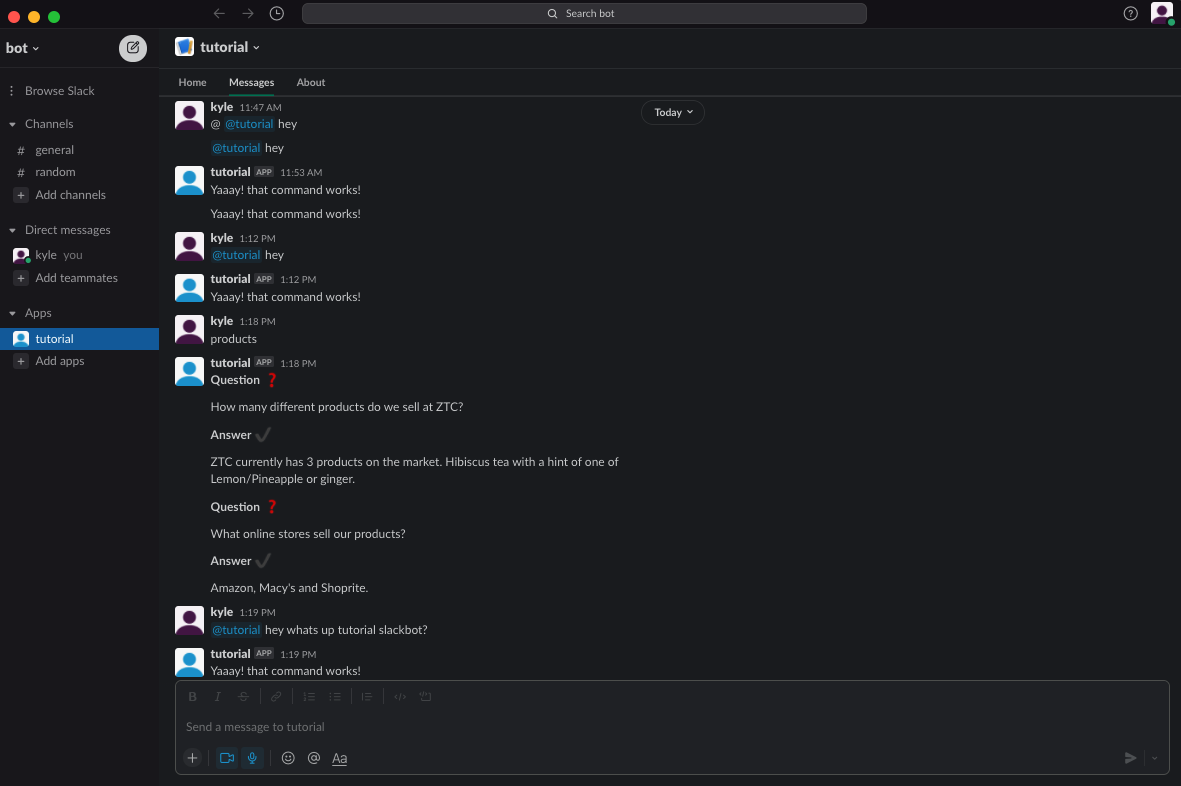 Search bot
bot
tutorial
Browse Slack
Channels
# general
# random
+ Add channels
Direct messages
kyle you
+ Add teammates
Apps
tutorial
+ Add apps
Home Messages About
Today
kyle 11:47 AM
@ @tutorial hey
@tutorial hey
tutorial APP 11:53 AM
Yaaay! that command works!
Yaaay! that command works!
kyle 1:12 PM
@tutorial hey
tutorial APP 1:12 PM
Yaaay! that command works!
kyle 1:18 PM
products
tutorial APP 1:18 PM
Question ❓
How many different products do we sell at ZTC?
Answer ✔
ZTC currently has 3 products on the market. Hibiscus tea with a hint of one of
Lemon/Pineapple or ginger.
Question ❓
What online stores sell our products?
Answer ✔
Amazon, Macy's and Shoprite.
kyle 1:19 PM
@tutorial hey whats up tutorial slackbot?
tutorial APP 1:19 PM
Yaaay! that command works!
B I S
Send a message to tutorial
+ @ Aa